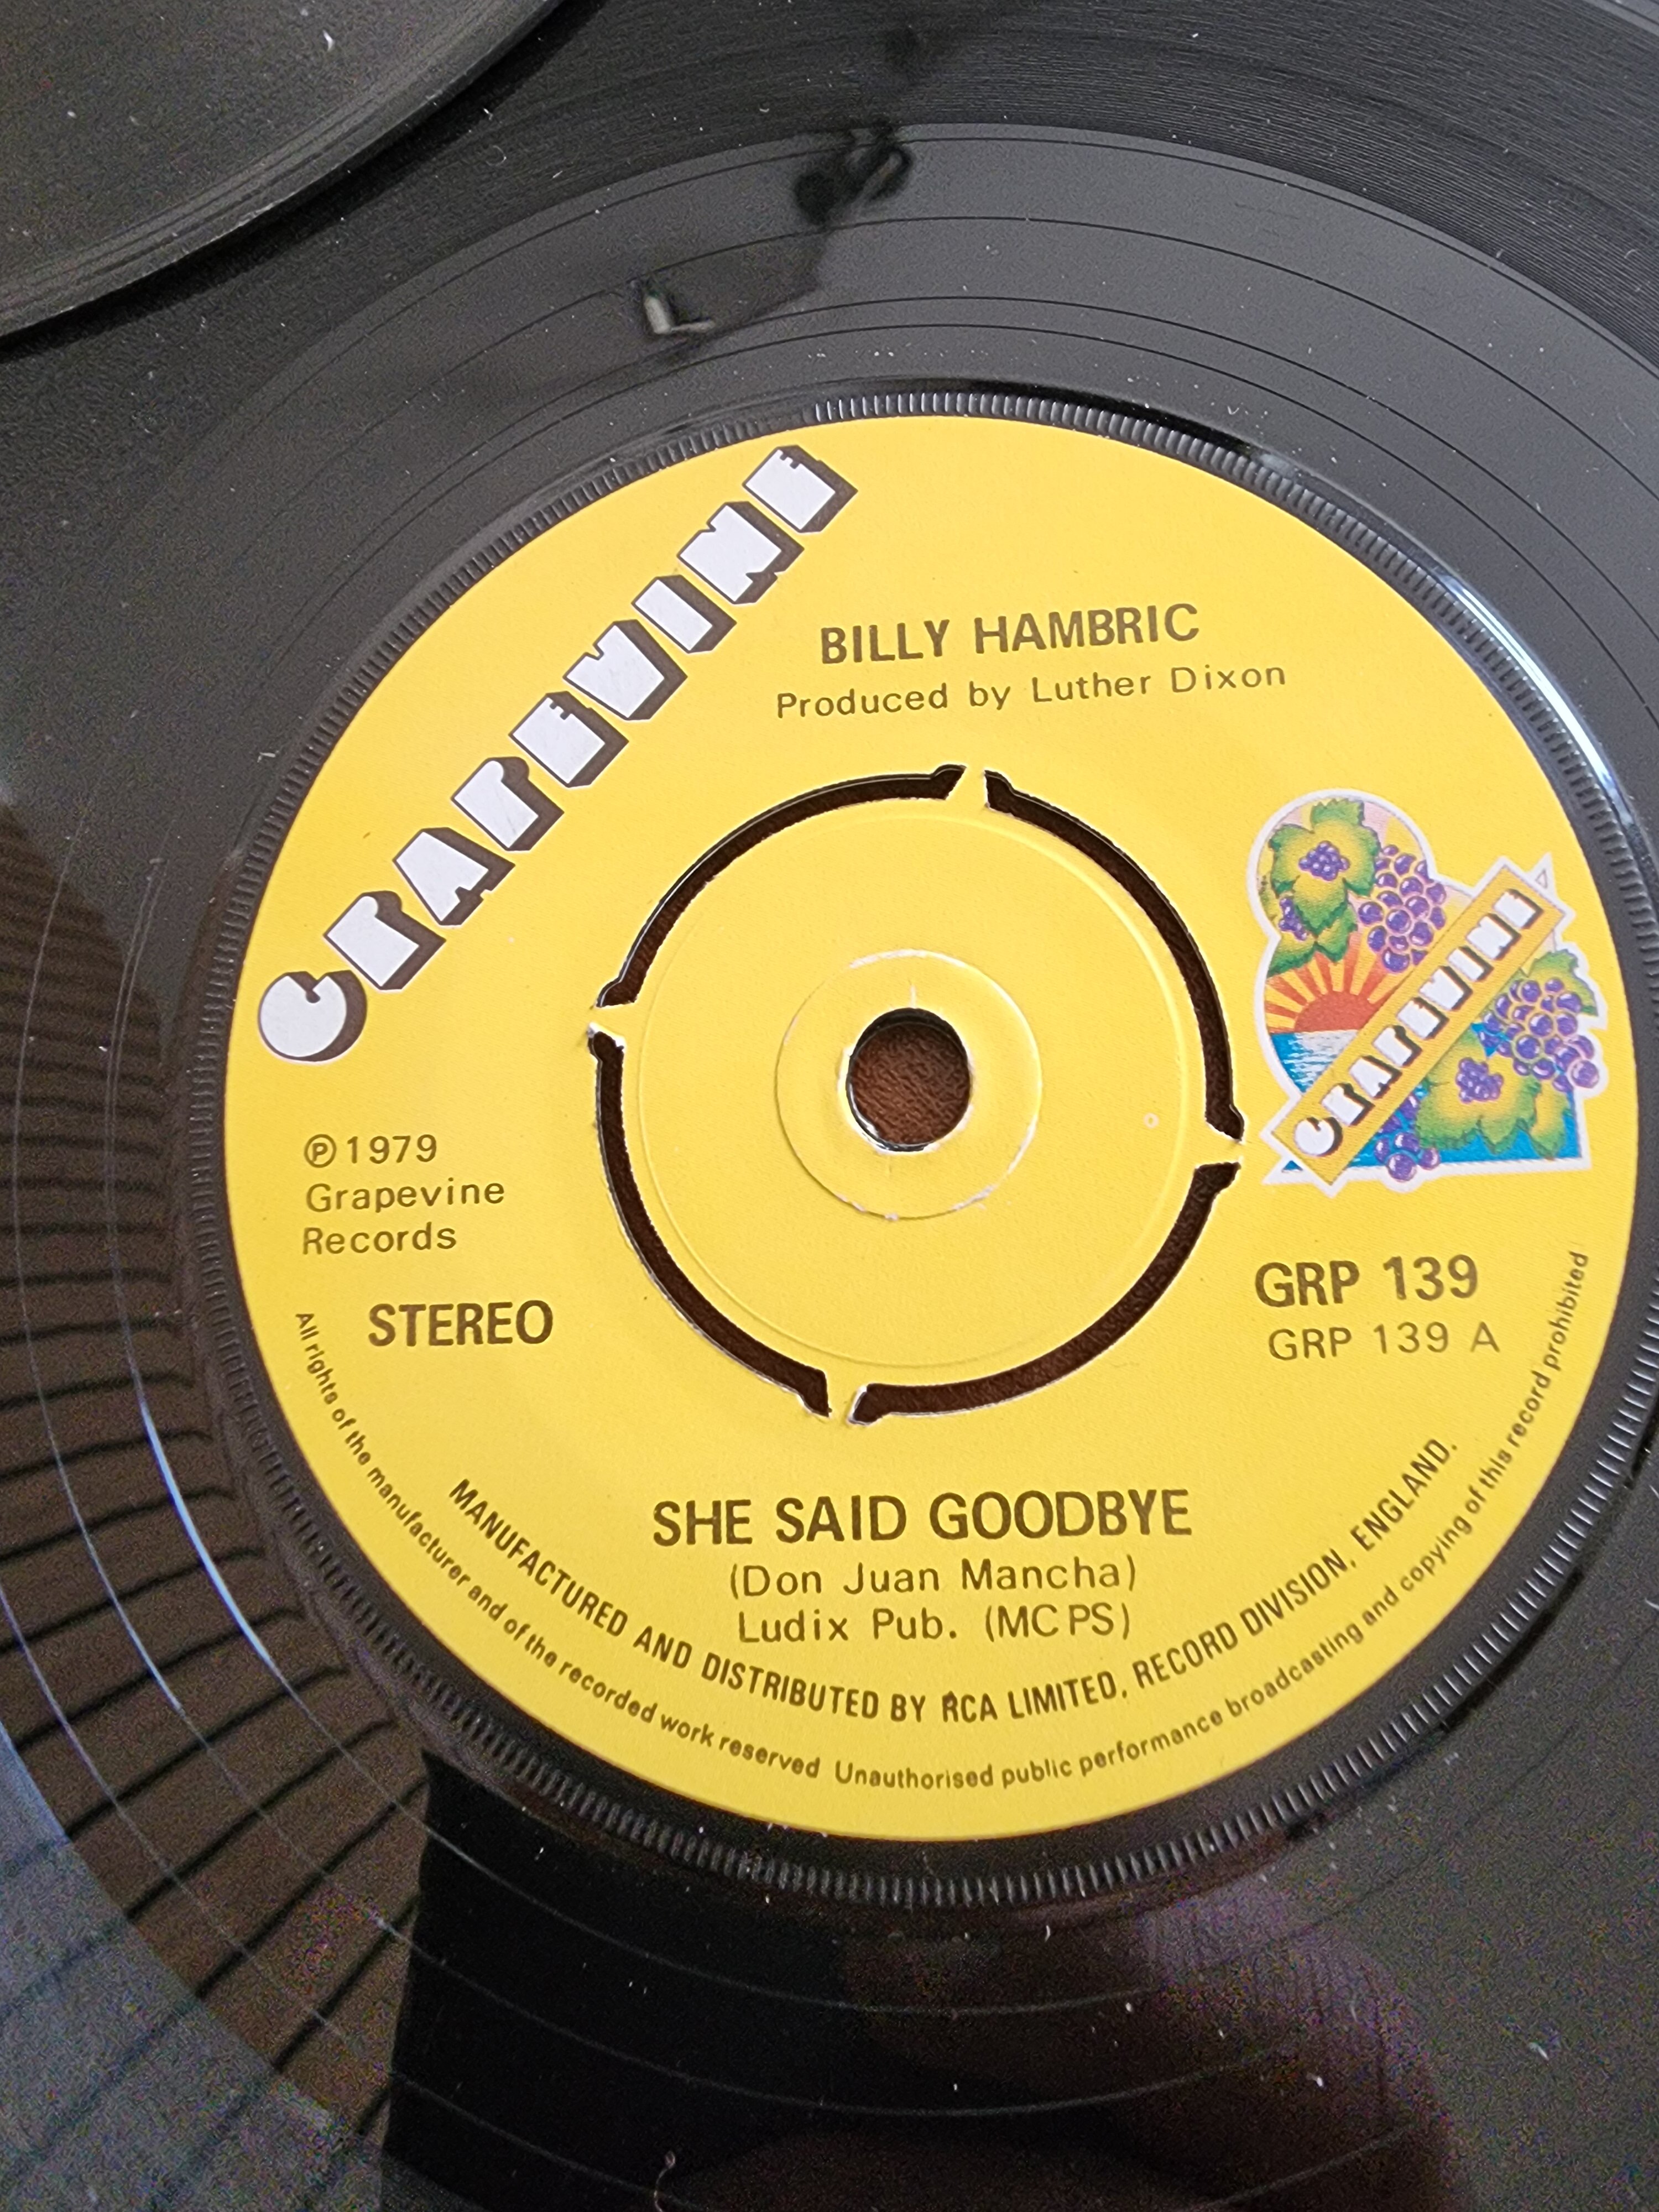 GRAPEVINE
BILLY HAMBRIC
Produced by Luther Dixon
GRAPEVINE
℗ 1979
Grapevine
Records
STEREO
GRP 139
GRP 139 A
SHE SAID GOODBYE
(Don Juan Mancha)
Ludix Pub. (MCPS)
MANUFACTURED AND DISTRIBUTED BY RCA LIMITED, RECORD DIVISION, ENGLAND.
All rights of the manufacturer and of the recorded work reserved Unauthorised public performance broadcasting and copying of this record prohibited